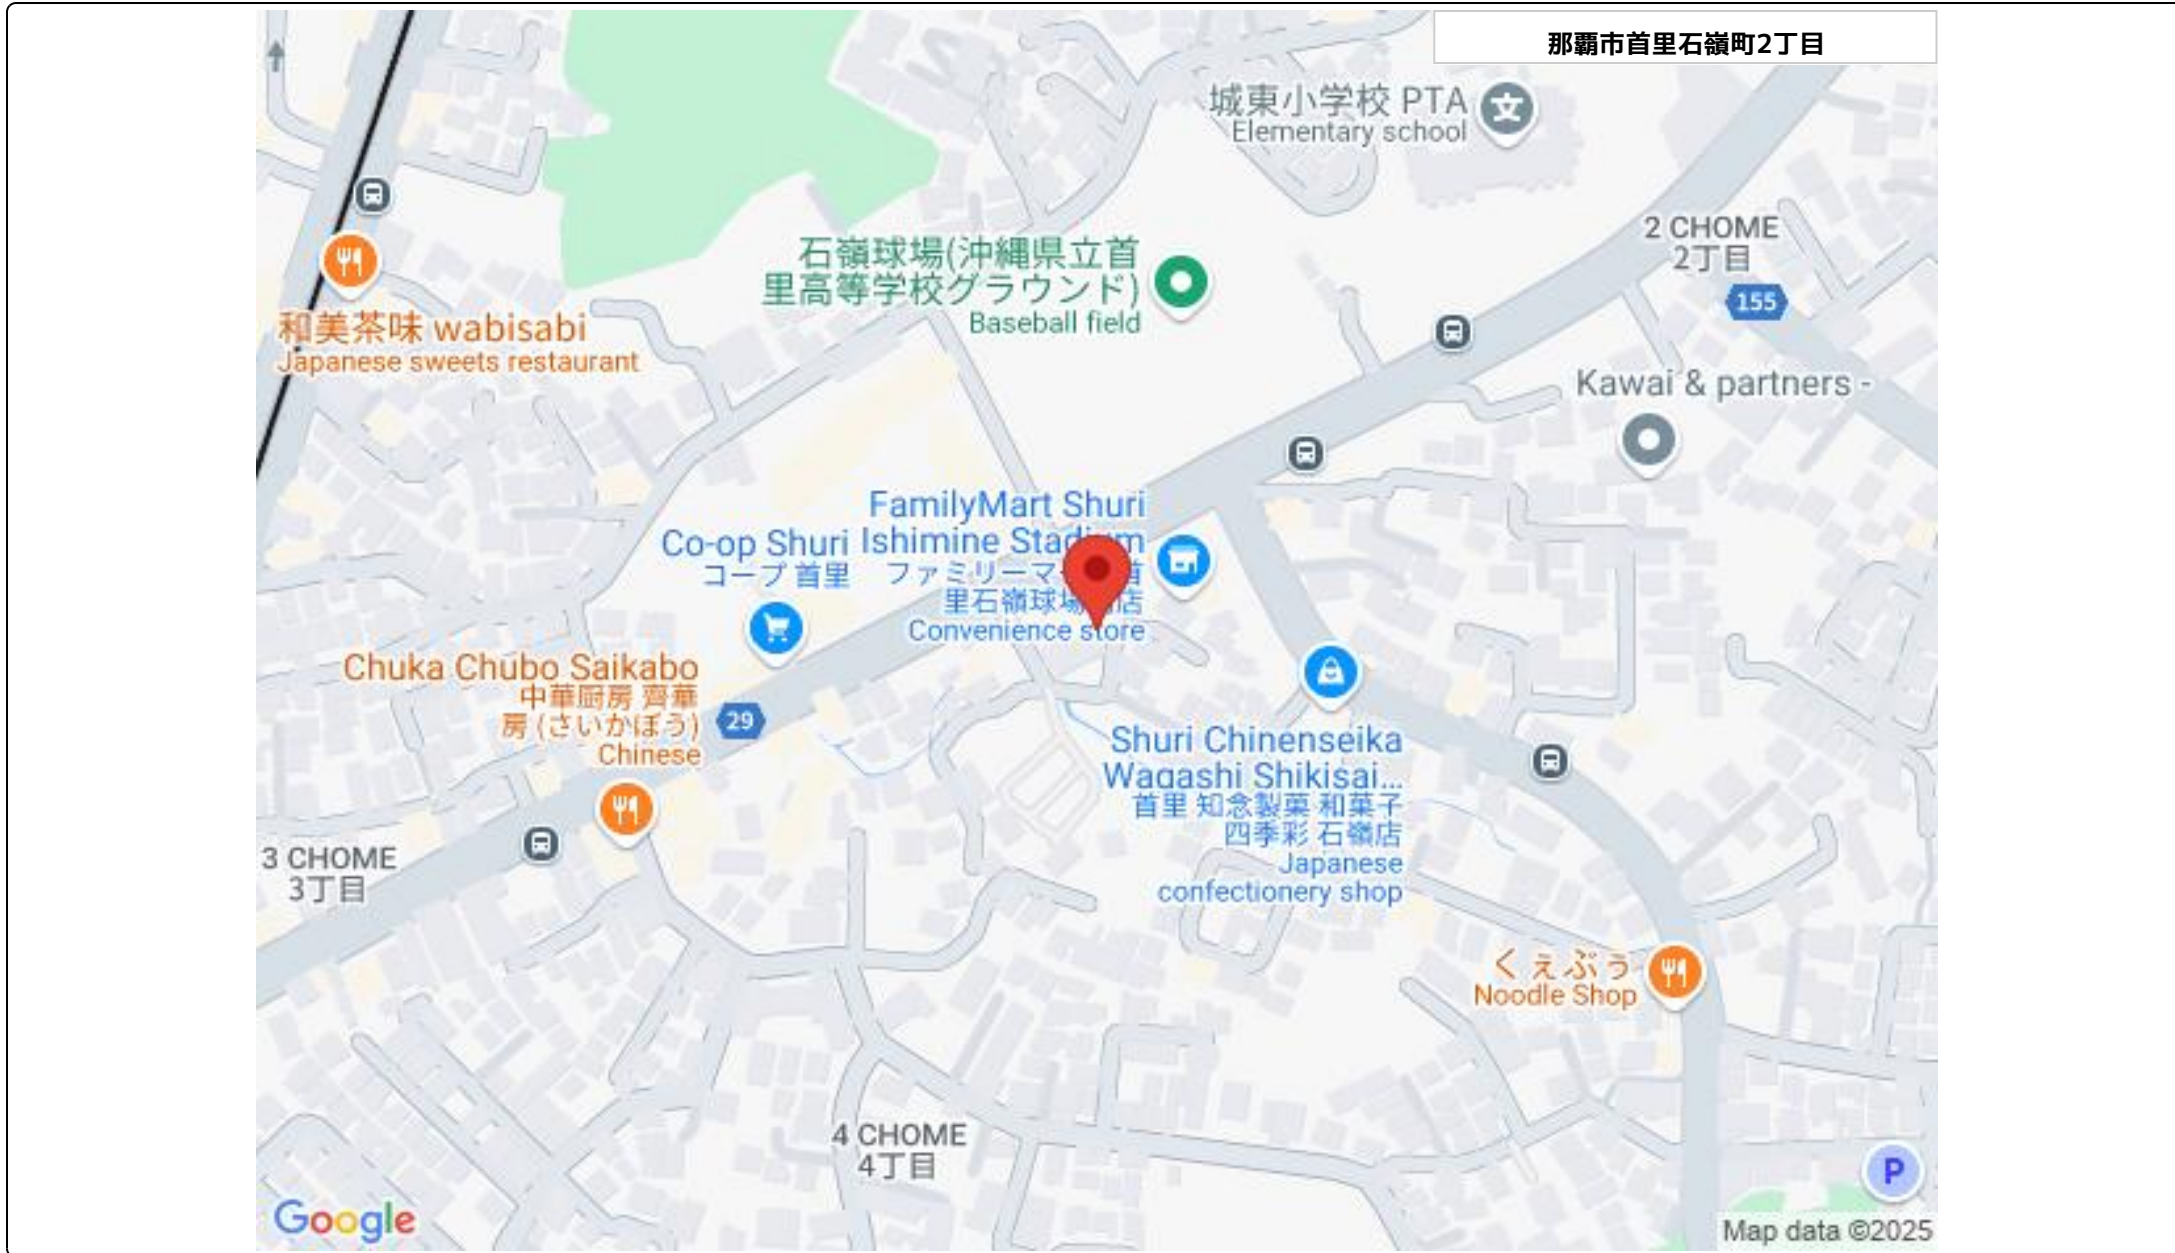 那覇市首里石嶺町2丁目
城東小学校 PTA
Elementary school
2 CHOME
2丁目
石嶺球場(沖縄県立首
里高等学校グラウンド)
Baseball field
155
和美茶味 wabisabi
Japanese sweets restaurant
Kawai & partners -
FamilyMart Shuri
Ishimine Stadium
ファミリーマ
首
里石嶺球場
店
Convenience store
Co-op Shuri
コープ 首里
Chuka Chubo Saikabo
中華厨房 齊華
房 (さいかぼう)
Chinese
29
Shuri Chinenseika
Wagashi Shikisai...
首里 知念製菓 和菓子
四季彩 石嶺店
Japanese
confectionery shop
3 CHOME
3丁目
くぇぶぅ
Noodle Shop
4 CHOME
4丁目
P
Google
Map data ©2025